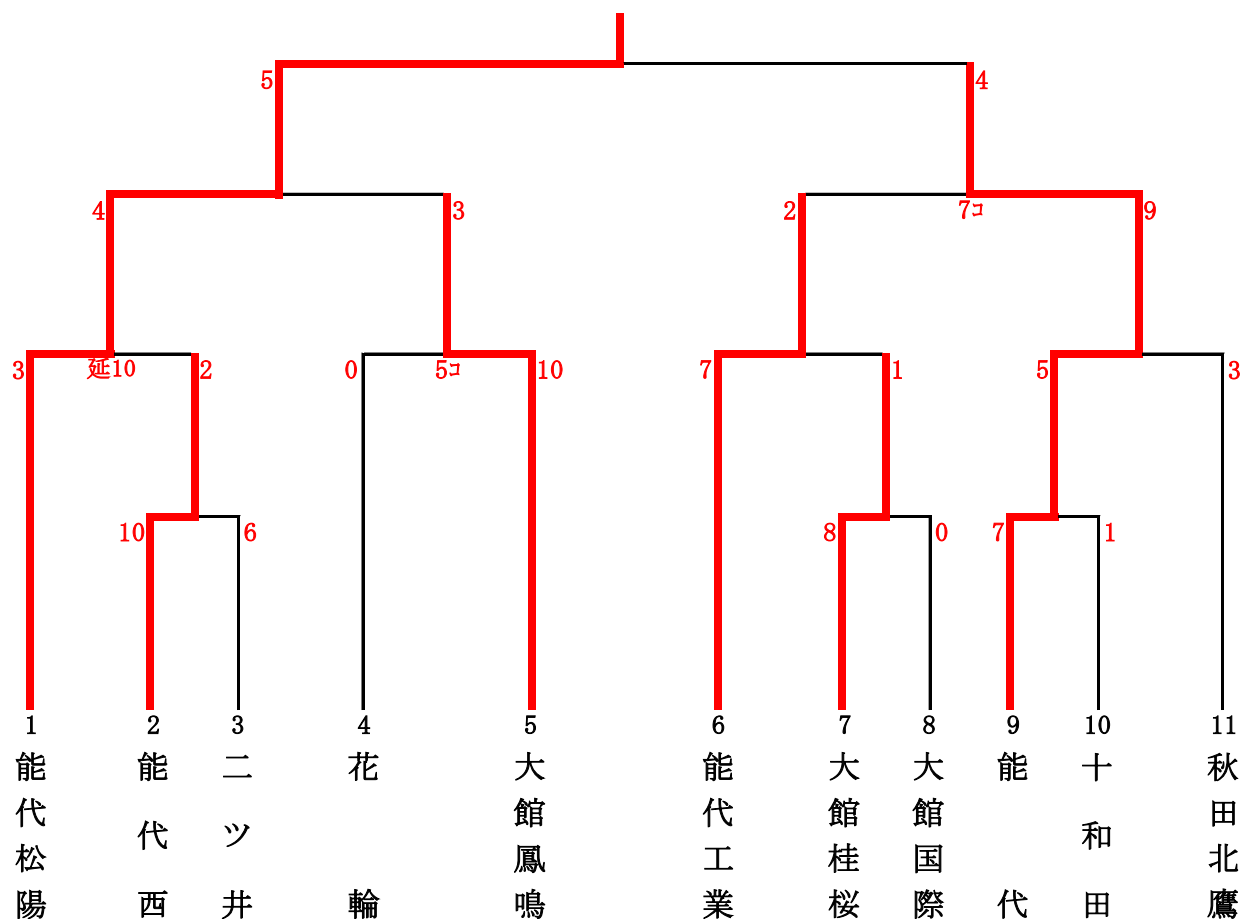 5 4
4 3 2 7コ 9
3 延10 2 0 5コ 10 7 1 5 3
10 6 8 0 7 1
1 2 3 4 5 6 7 8 9 10 11
能代松陽
能代西
二ツ井
花輪
大館鳳鳴
能代工業
大館桂桜
大館国際
能代
十和田
秋田北鷹